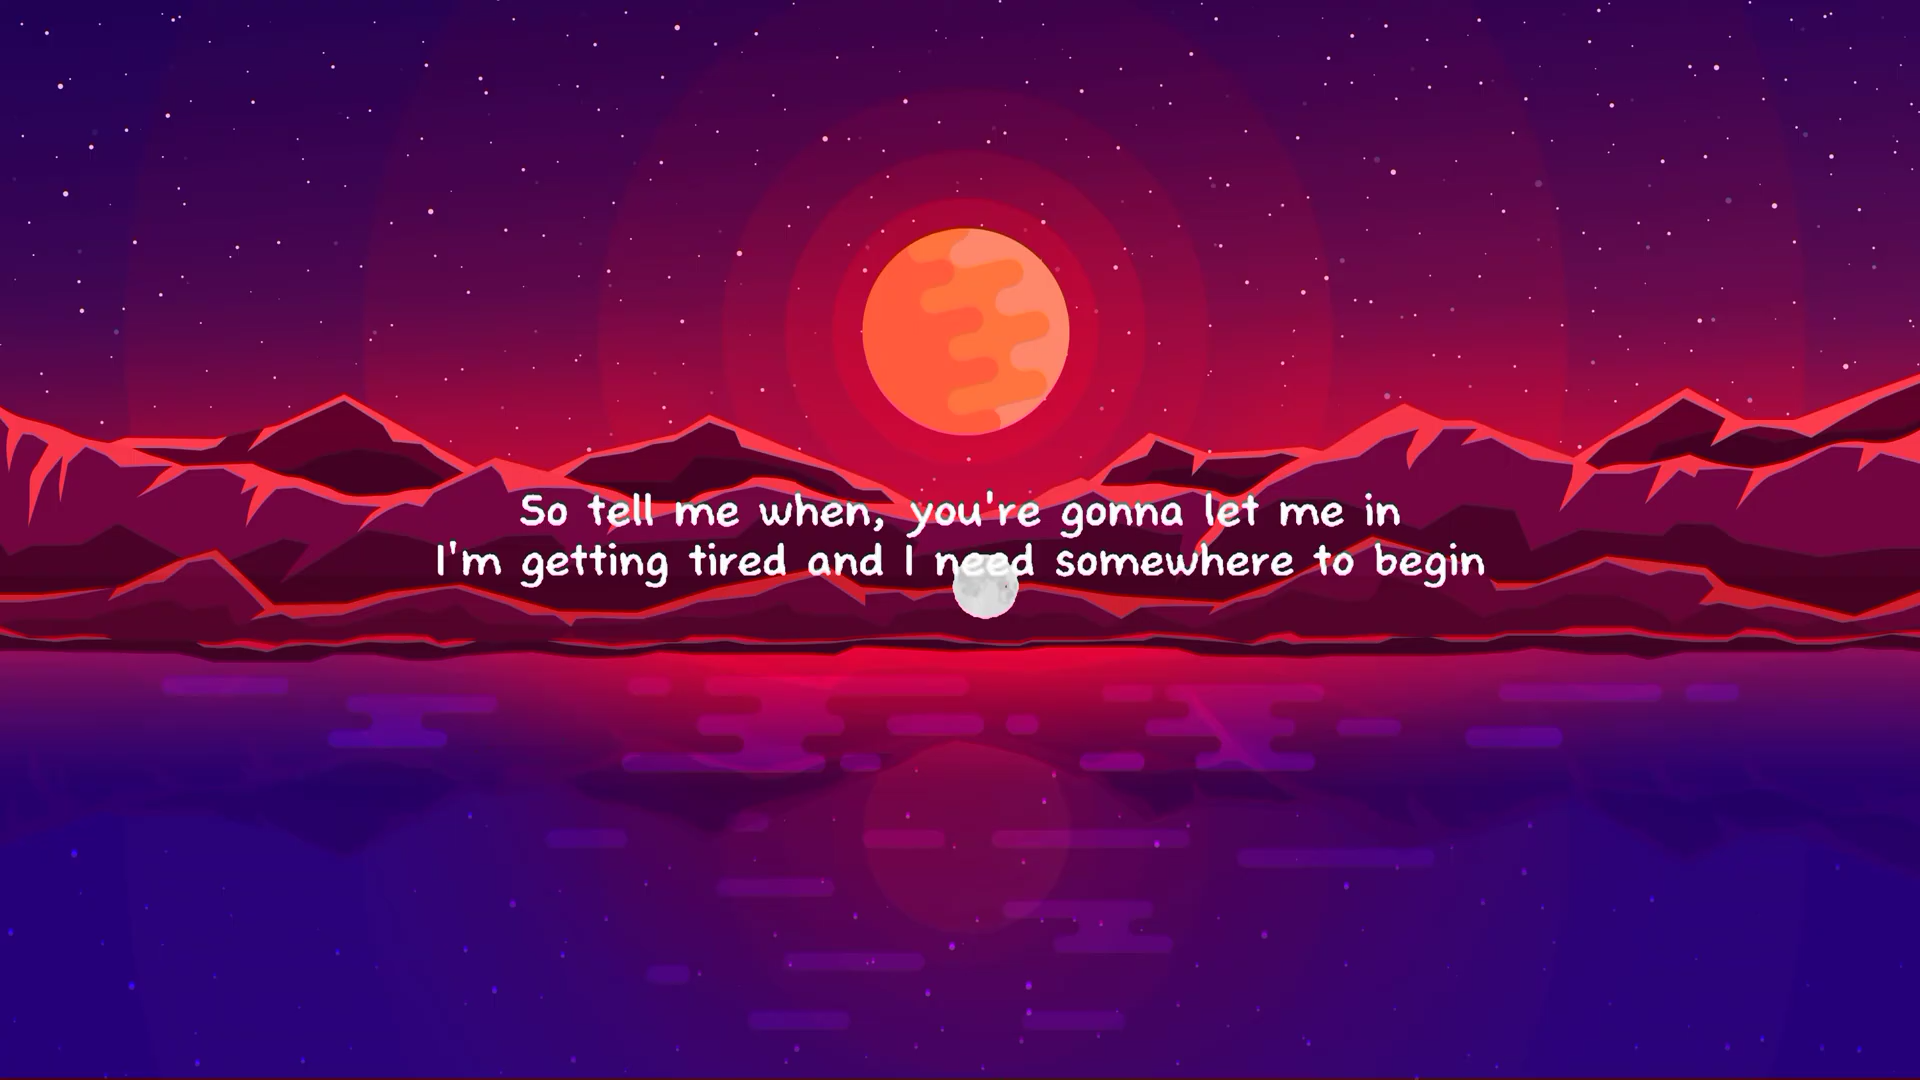 So tell me when, you're gonna let me in
I'm getting tired and I need somewhere to begin